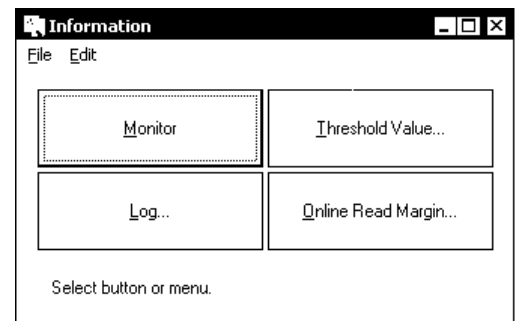 Information
File Edit
Monitor
Threshold Value...
Log...
Online Read Margin...
Select button or menu.